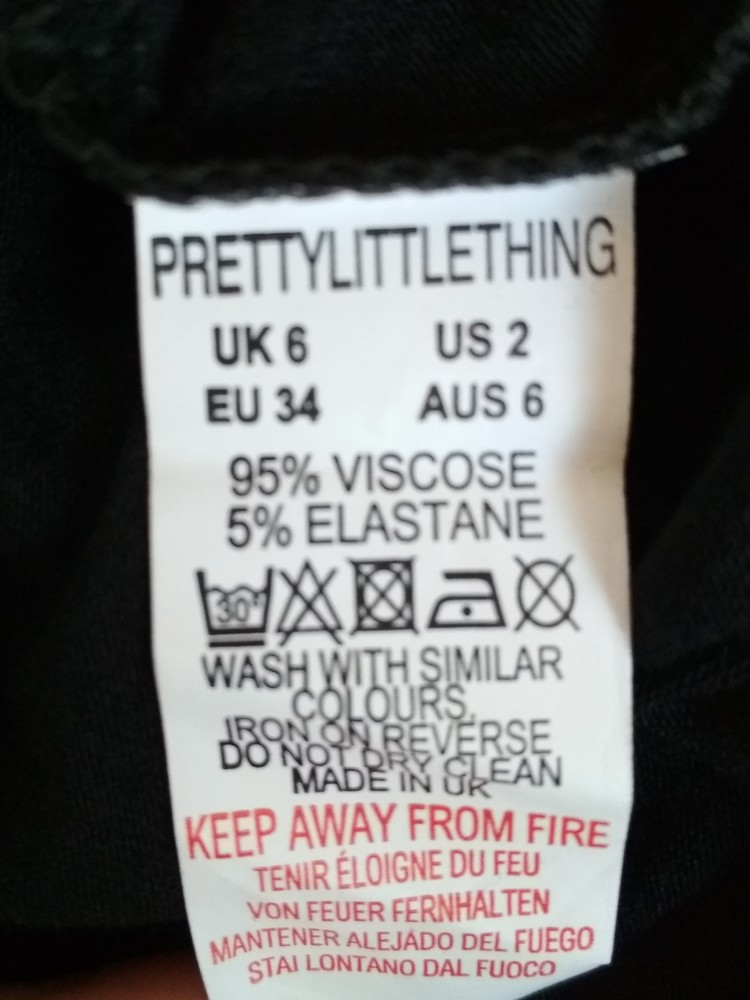 PRETTYLITTLETHING
UK 6 US 2
EU 34 AUS 6
95% VISCOSE
5% ELASTANE
30°
WASH WITH SIMILAR
COLOURS,
IRON ON REVERSE
DO NOT DRY CLEAN
MADE IN UK
KEEP AWAY FROM FIRE
TENIR ÉLOIGNE DU FEU
VON FEUER FERNHALTEN
MANTENER ALEJÁDO DEL FUEGO
STAI LONTANO DAL FUOCO